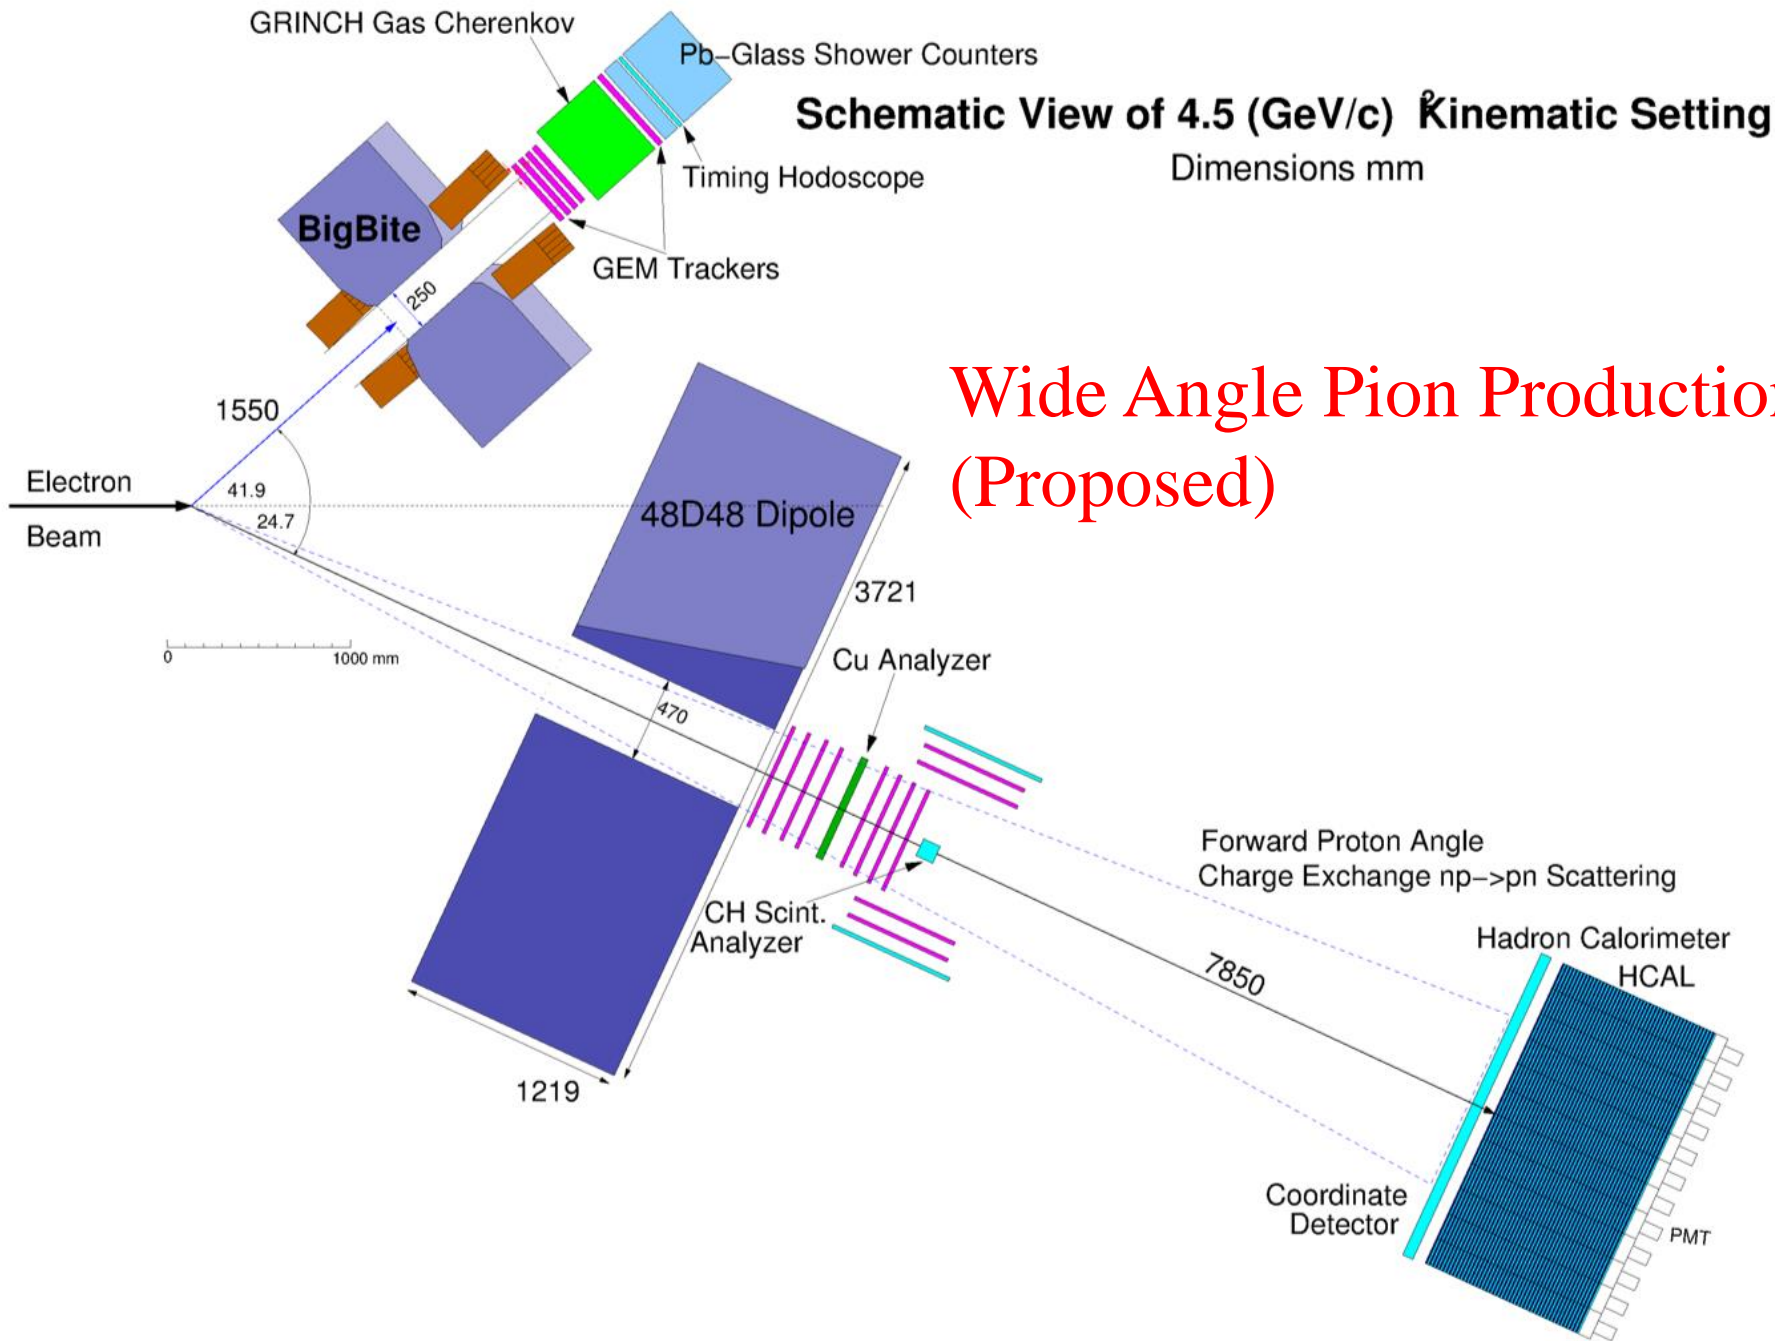 GRINCH Gas Cherenkov
Pb-Glass Shower Counters
Schematic View of 4.5 (GeV/c)² Kinematic Setting
Dimensions mm
Timing Hodoscope
BigBite
GEM Trackers
250
Wide Angle Pion Production
(Proposed)
1550
Electron
Beam
41.9
24.7
48D48 Dipole
3721
0
1000 mm
Cu Analyzer
470
Forward Proton Angle
Charge Exchange np->pn Scattering
CH Scint.
Analyzer
Hadron Calorimeter
HCAL
7850
1219
Coordinate
Detector
PMT